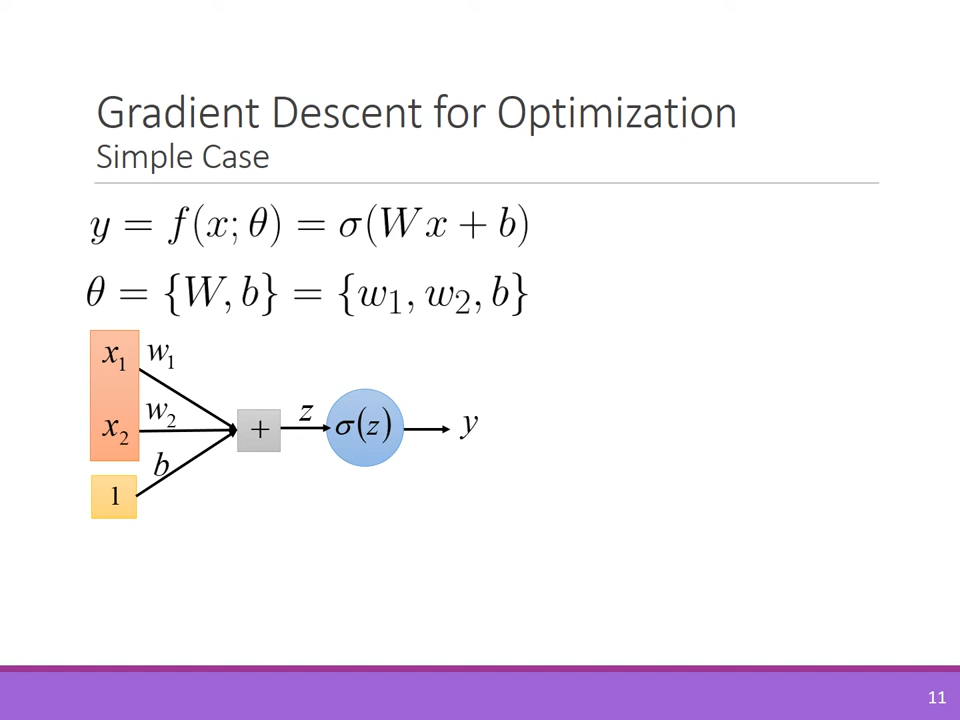 Gradient Descent for Optimization
Simple Case
y = f(x; θ) = σ(Wx + b)
θ = {W, b} = {w₁, w₂, b}
x₁ w₁
x₂ w₂
b
1
+
z
σ(z)
y
11